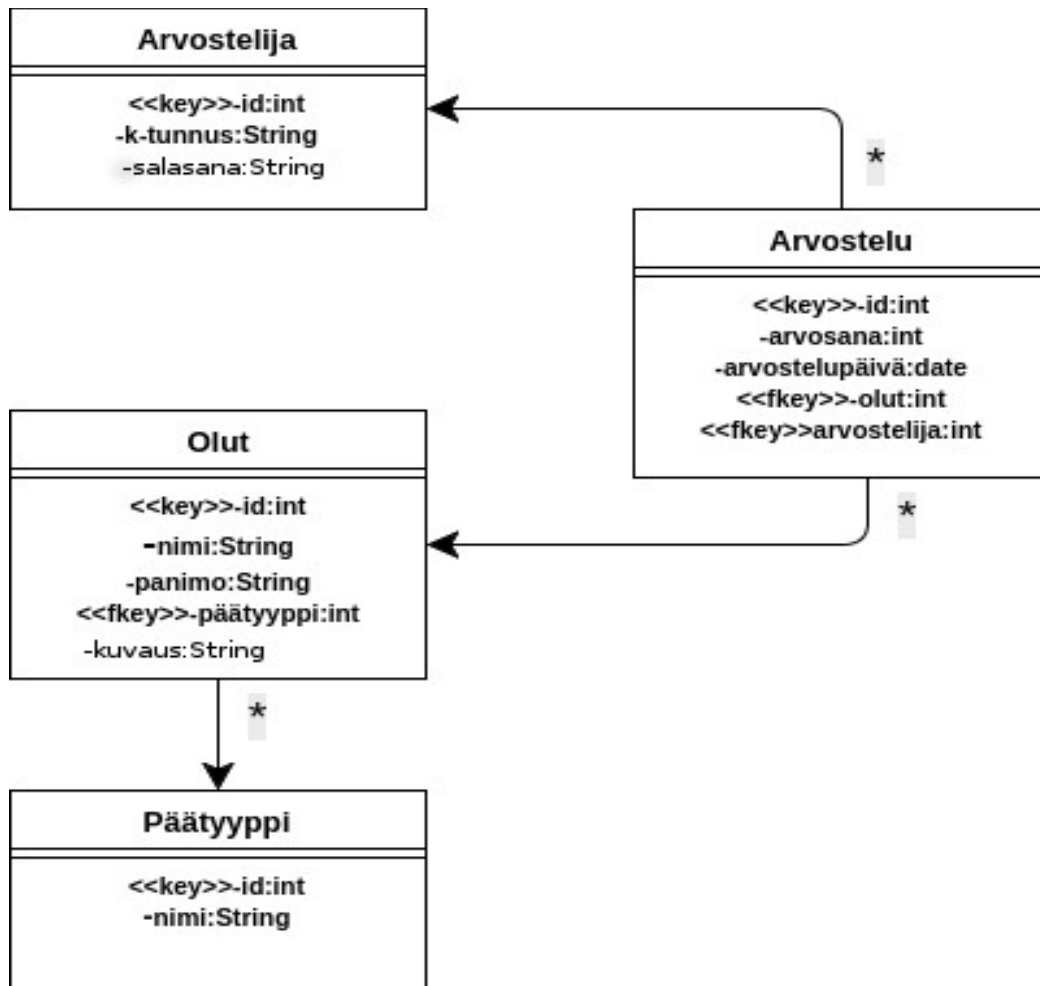 Arvostelija
<<key>>-id:int
-k-tunnus:String
-salasana:String
*
Arvostelu
<<key>>-id:int
-arvosana:int
-arvostelupäivä:date
<<fkey>>-olut:int
<<fkey>>arvostelija:int
*
Olut
<<key>>-id:int
-nimi:String
-panimo:String
<<fkey>>-päätyyppi:int
-kuvaus:String
*
Päätyyppi
<<key>>-id:int
-nimi:String